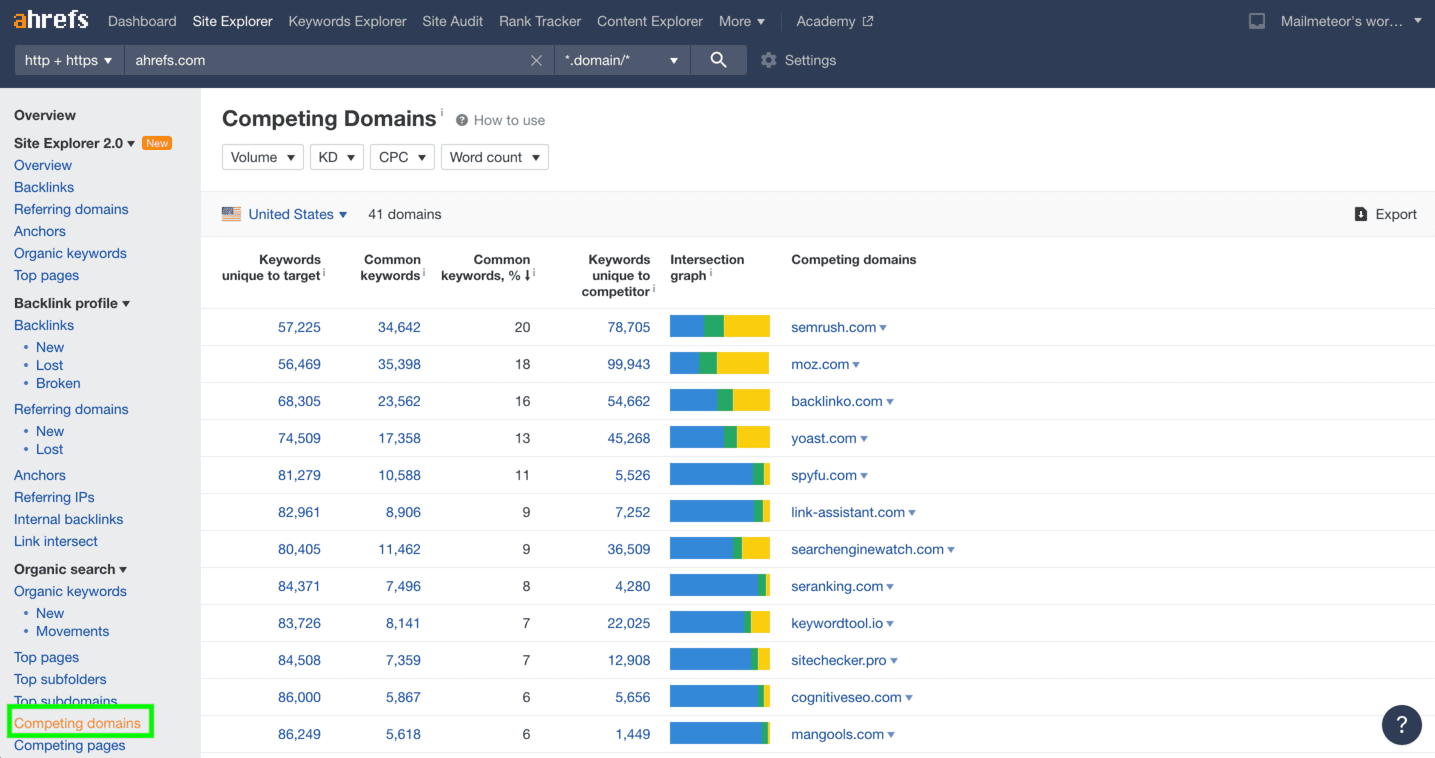 ahrefs Dashboard Site Explorer Keywords Explorer Site Audit Rank Tracker Content Explorer More Academy Mailmeteor's wor...
http + https ahrefs.com *.domain/* Settings
Overview
Site Explorer 2.0 New
Overview
Backlinks
Referring domains
Anchors
Organic keywords
Top pages
Backlink profile
Backlinks
• New
• Lost
• Broken
Referring domains
• New
• Lost
Anchors
Referring IPs
Internal backlinks
Link intersect
Organic search
Organic keywords
• New
• Movements
Top pages
Top subfolders
Top subdomains
Competing domains
Competing pages
Competing Domains i ? How to use
Volume KD CPC Word count
United States 41 domains Export
Keywords Common Common Keywords Intersection Competing domains
unique to target i keywords i keywords, % ↓ i unique to graph i
competitor i
57,225 34,642 20 78,705 semrush.com
56,469 35,398 18 99,943 moz.com
68,305 23,562 16 54,662 backlinko.com
74,509 17,358 13 45,268 yoast.com
81,279 10,588 11 5,526 spyfu.com
82,961 8,906 9 7,252 link-assistant.com
80,405 11,462 9 36,509 searchenginewatch.com
84,371 7,496 8 4,280 seranking.com
83,726 8,141 7 22,025 keywordtool.io
84,508 7,359 7 12,908 sitechecker.pro
86,000 5,867 6 5,656 cognitiveseo.com
86,249 5,618 6 1,449 mangools.com
?